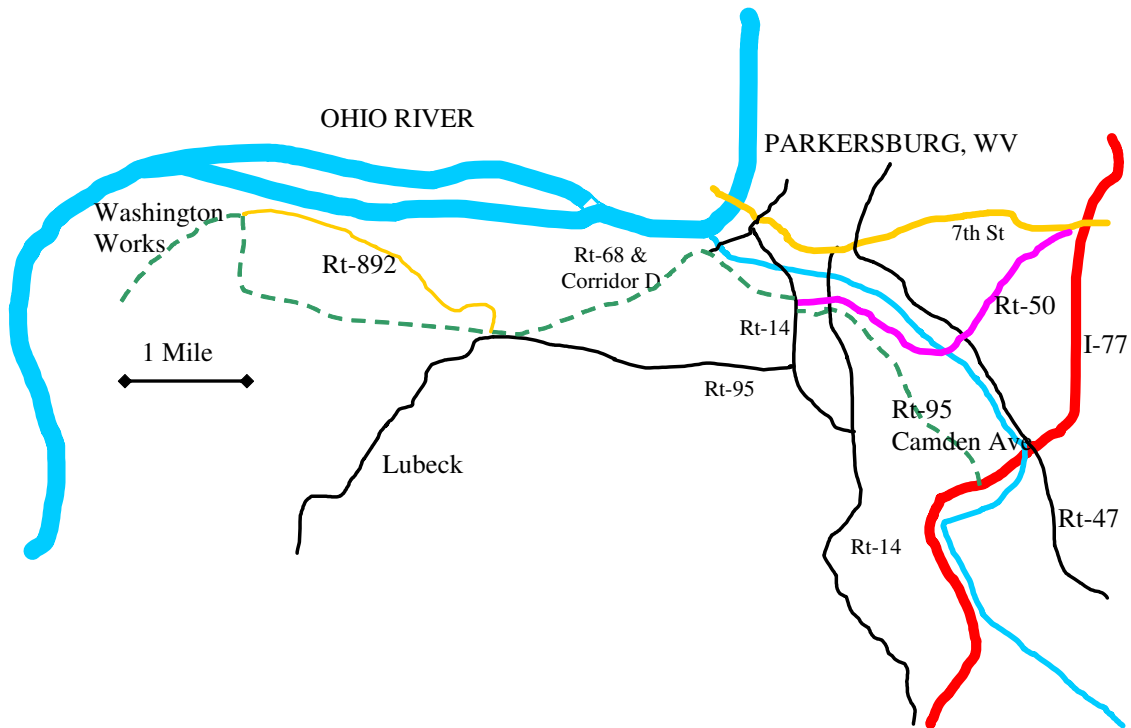 OHIO RIVER
PARKERSBURG, WV
Washington
Works
7th St
Rt-68 &
Corridor D
Rt-892
Rt-50
Rt-14
I-77
1 Mile
Rt-95
Rt-95
Camden Ave
Lubeck
Rt-47
Rt-14